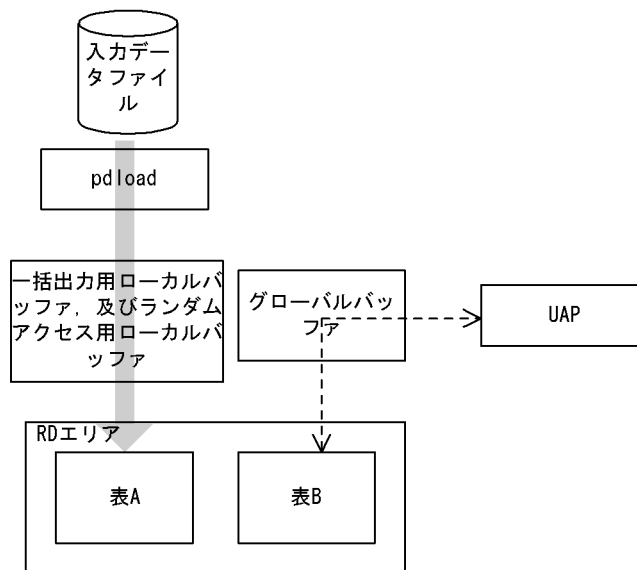 入力デー
タファイ
ル
pdload
一括出力用ローカルバ
ッファ，及びランダム
アクセス用ローカルバ
ッファ
グローバルバッ
ファ
UAP
RDエリア
表A
表B